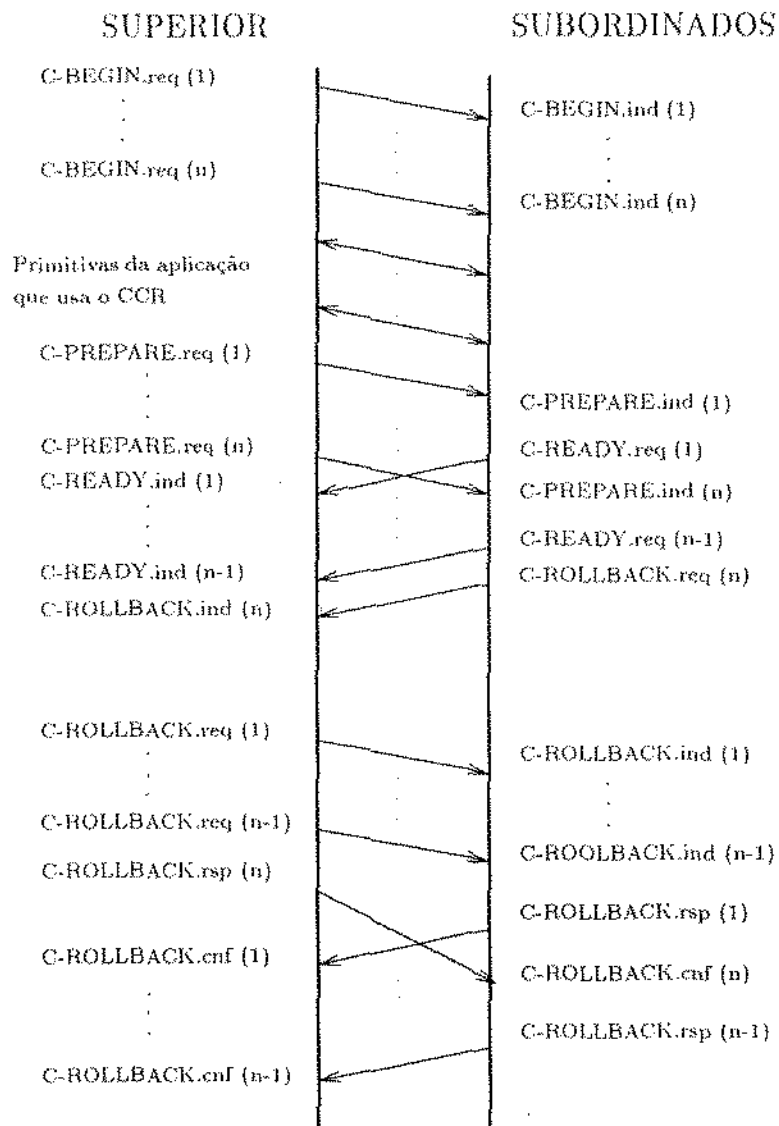 SUPERIOR
SUBORDINADOS
C-BEGIN.req (1)
C-BEGIN.ind (1)
C-BEGIN.req (n)
C-BEGIN.ind (n)
Primitivas da aplicação
que usa o CCR
C-PREPARE.req (1)
C-PREPARE.ind (1)
C-PREPARE.req (n)
C-READY.req (1)
C-READY.ind (1)
C-PREPARE.ind (n)
C-READY.req (n-1)
C-READY.ind (n-1)
C-ROLLBACK.req (n)
C-ROLLBACK.ind (n)
C-ROLLBACK.req (1)
C-ROLLBACK.ind (1)
C-ROLLBACK.req (n-1)
C-ROOLBACK.ind (n-1)
C-ROLLBACK.rsp (n)
C-ROLLBACK.rsp (1)
C-ROLLBACK.cnf (1)
C-ROLLBACK.cnf (n)
C-ROLLBACK.rsp (n-1)
C-ROLLBACK.cnf (n-1)